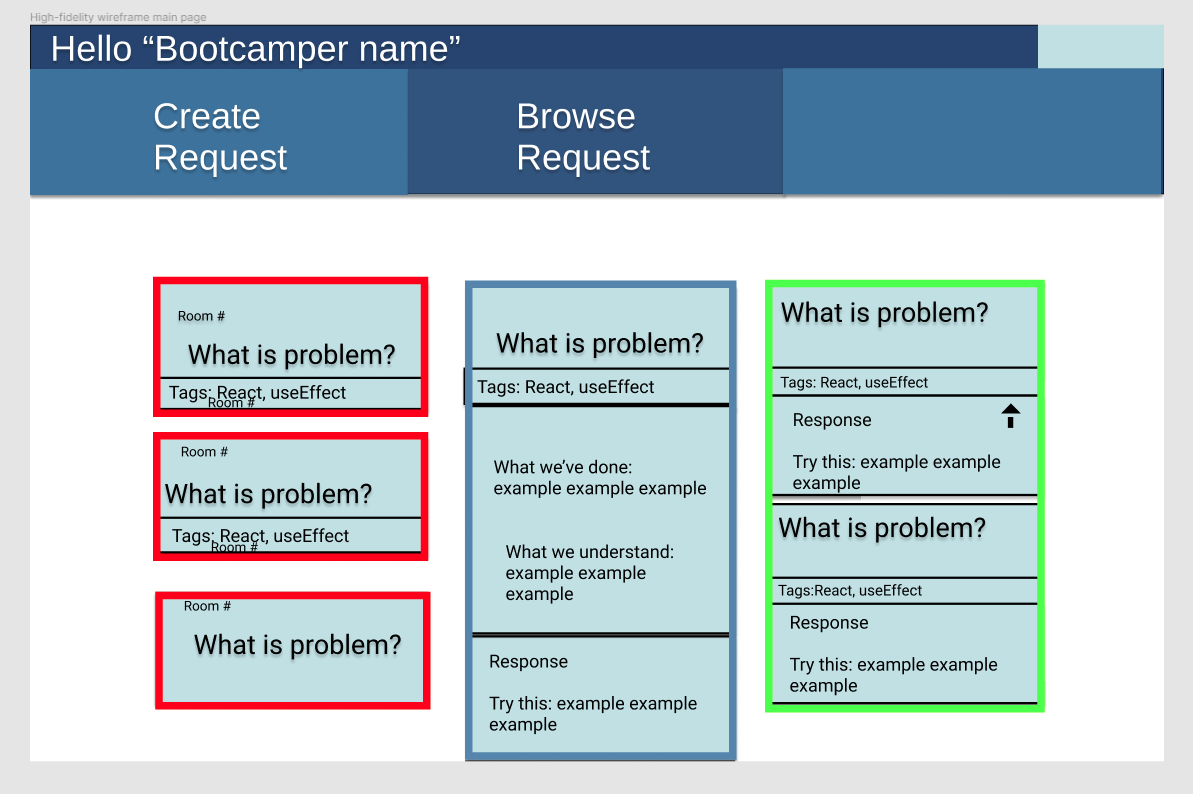 High-fidelity wireframe main page
Hello “Bootcamper name”
Create
Request
Browse
Request
Room #
What is problem?
Tags: React, useEffect
Room #
Room #
What is problem?
Tags: React, useEffect
Room #
Room #
What is problem?
What is problem?
Tags: React, useEffect
What we’ve done:
example example example
What we understand:
example example
example
Response
Try this: example example
example
What is problem?
Tags: React, useEffect
Response
Try this: example example
example
What is problem?
Tags:React, useEffect
Response
Try this: example example
example